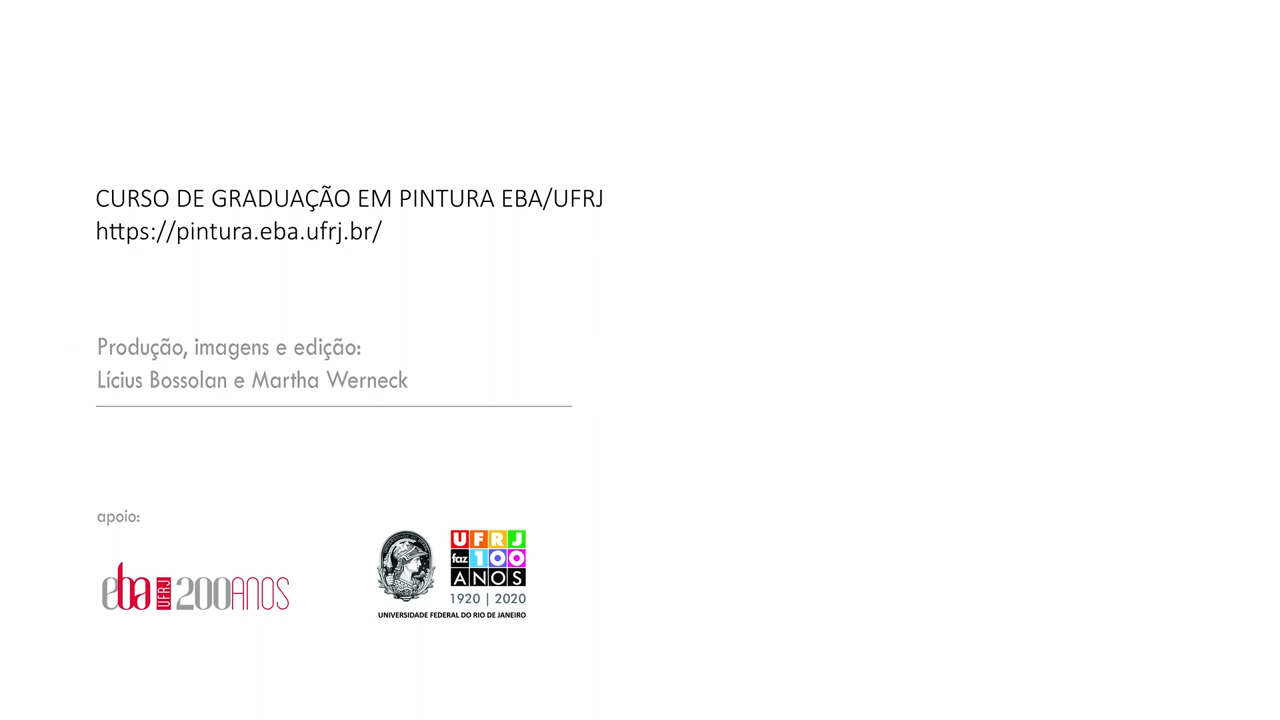 CURSO DE GRADUAÇÃO EM PINTURA EBA/UFRJ
https://pintura.eba.ufrj.br/
Produção, imagens e edição:
Lícius Bossolan e Martha Werneck
apoio:
eba UFRJ 200ANOS
UFRJ
faz 100
ANOS
1920 | 2020
UNIVERSIDADE FEDERAL DO RIO DE JANEIRO